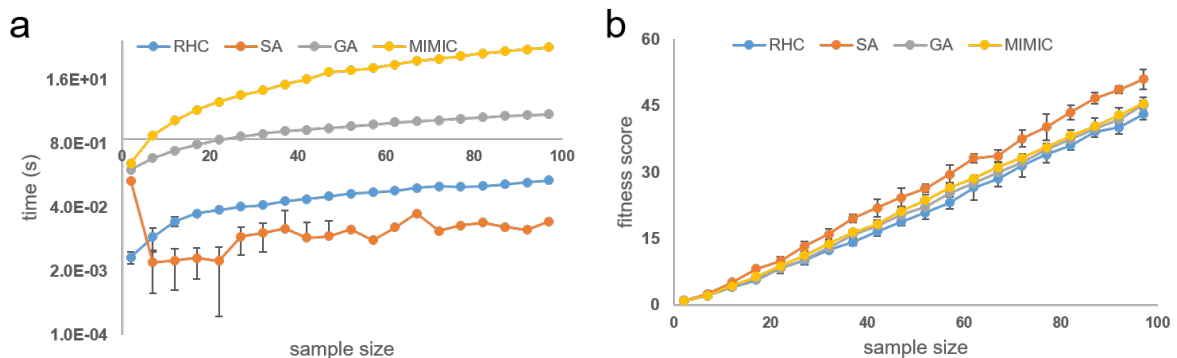 a
RHC SA GA MIMIC
1.6E+01
8.0E-01
4.0E-02
2.0E-03
1.0E-04
time (s)
0 20 40 60 80 100
sample size
b
RHC SA GA MIMIC
60
45
30
15
0
fitness score
0 20 40 60 80 100
sample size